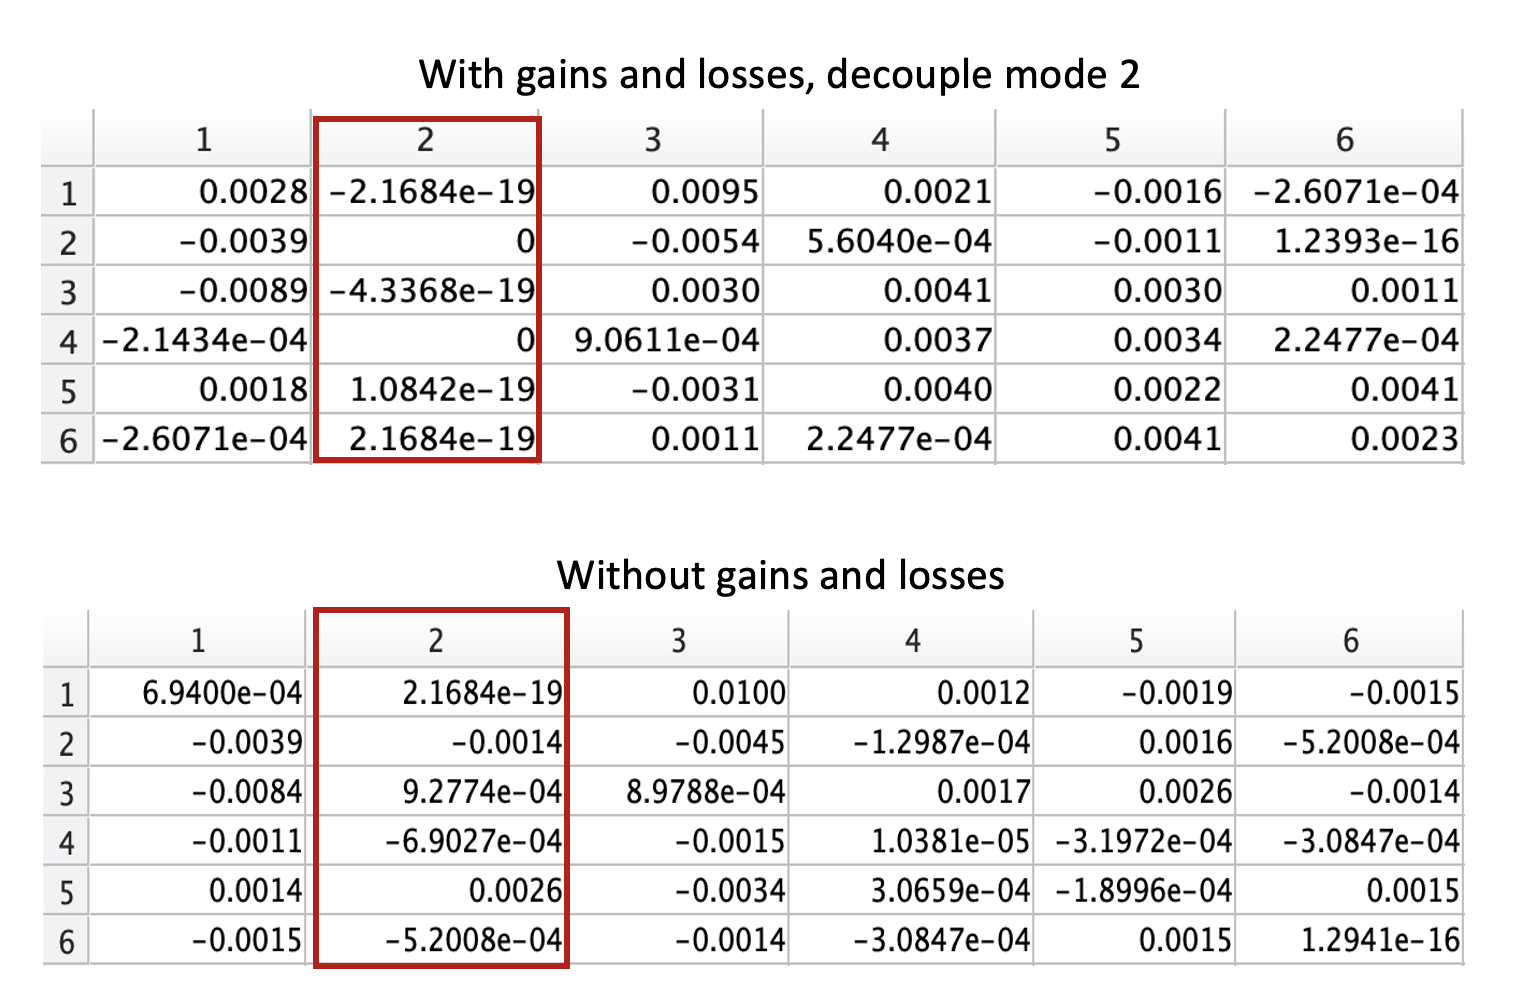 With gains and losses, decouple mode 2
1 2 3 4 5 6
1 0.0028 −2.1684e−19 0.0095 0.0021 −0.0016 −2.6071e−04
2 −0.0039 0 −0.0054 5.6040e−04 −0.0011 1.2393e−16
3 −0.0089 −4.3368e−19 0.0030 0.0041 0.0030 0.0011
4 −2.1434e−04 0 9.0611e−04 0.0037 0.0034 2.2477e−04
5 0.0018 1.0842e−19 −0.0031 0.0040 0.0022 0.0041
6 −2.6071e−04 2.1684e−19 0.0011 2.2477e−04 0.0041 0.0023
Without gains and losses
1 2 3 4 5 6
1 6.9400e−04 2.1684e−19 0.0100 0.0012 −0.0019 −0.0015
2 −0.0039 −0.0014 −0.0045 −1.2987e−04 0.0016 −5.2008e−04
3 −0.0084 9.2774e−04 8.9788e−04 0.0017 0.0026 −0.0014
4 −0.0011 −6.9027e−04 −0.0015 1.0381e−05 −3.1972e−04 −3.0847e−04
5 0.0014 0.0026 −0.0034 3.0659e−04 −1.8996e−04 0.0015
6 −0.0015 −5.2008e−04 −0.0014 −3.0847e−04 0.0015 1.2941e−16